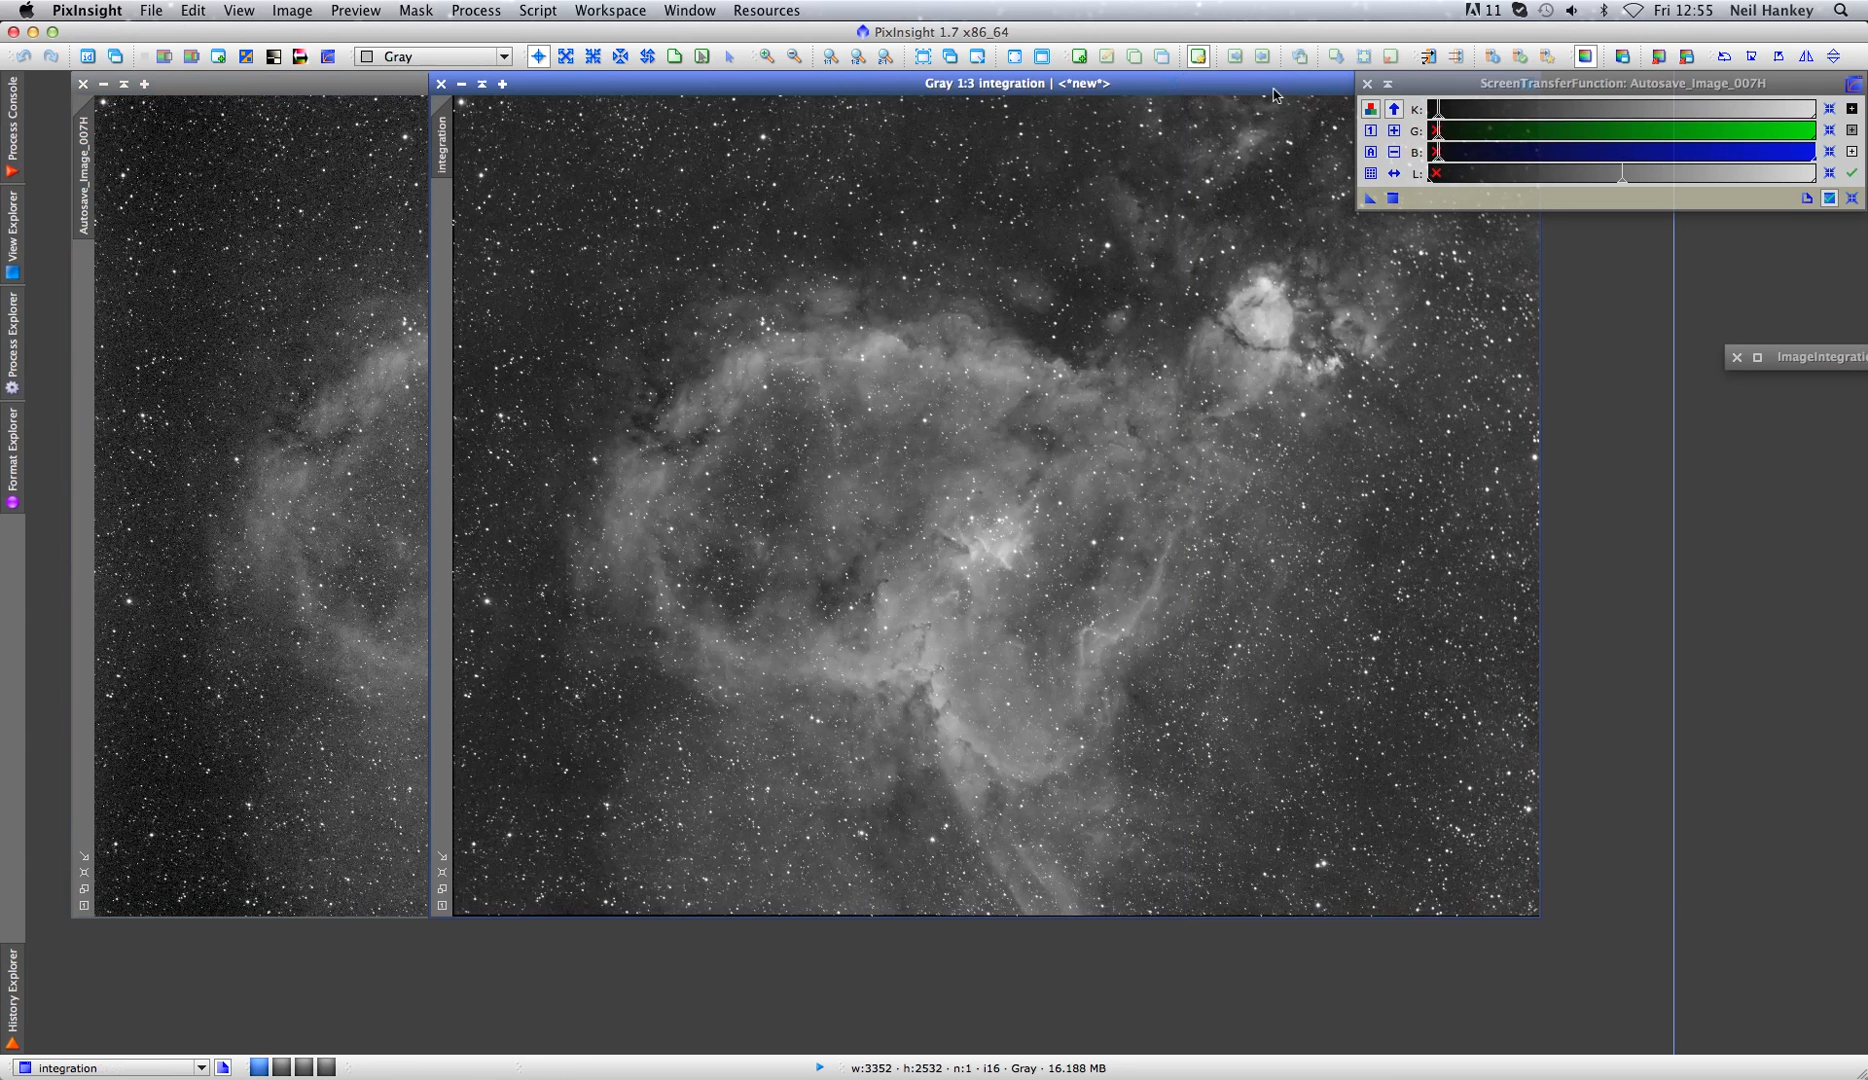 PixInsight File Edit View Image Preview Mask Process Script Workspace Window Resources 11 Fri 12:55 Neil Hankey
PixInsight 1.7 x86_64
Gray
Gray 1:3 integration | <*new*>
ScreenTransferFunction: Autosave_Image_007H
K:
G:
B:
L:
Process Console
View Explorer
Process Explorer
Format Explorer
History Explorer
Autosave_Image_007H
integration
ImageIntegrati
integration
w:3352 · h:2532 · n:1 · i16 · Gray · 16.188 MB